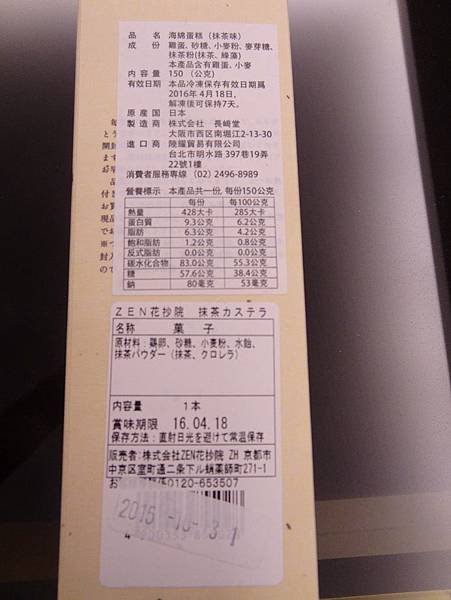 品　　名　海綿蛋糕（抹茶味）
成　　份　雞蛋、砂糖、小麥粉、麥芽糖、
抹茶粉(抹茶、綠藻)
本產品含有雞蛋、小麥
內 容 量　150（公克）
有效日期　本品冷凍保存有效日期爲
2016年4月18日，
解凍後可保持7天。
原 産 国　日本
製 造 商　株式会社　長﨑堂
大阪市西区南堀江2-13-30
進 口 商　陵耀貿易有限公司
台北市明水路 397巷19弄
22號1樓
消費者服務專線（02）2496-8989
營養標示　本產品共一份, 每份150公克
每份　每100公克
熱量　428大卡　285大卡
蛋白質　9.3公克　6.2公克
脂肪　6.3公克　4.2公克
飽和脂肪　1.2公克　0.8公克
反式脂肪　0.0公克　0.0公克
碳水化合物　83.0公克　55.3公克
糖　57.6公克　38.4公克
鈉　80毫克　53毫克
ＺＥＮ花抄院　抹茶カステラ
名称　菓　子
原材料：鶏卵、砂糖、小麦粉、水飴、
抹茶パウダー（抹茶、クロレラ）
内容量　1本
賞味期限　16.04.18
保存方法：直射日光を避けて常温保存
販売者:株式会社ZEN花抄院 ZH 京都市
中京区室町通二条下ル蛸薬師町271-1
0120-653507